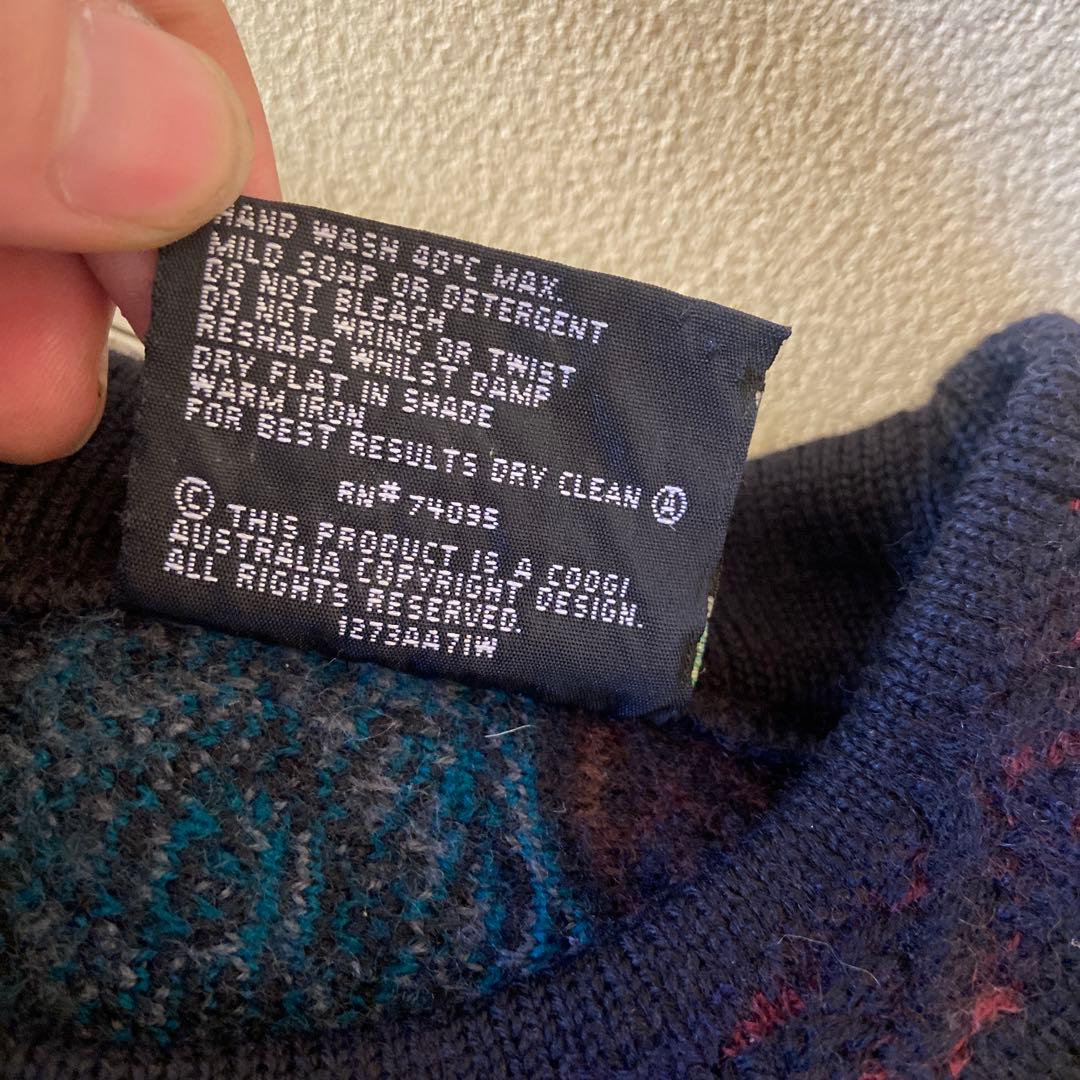 HAND WASH 40°C MAX.
MILD SOAP OR DETERGENT
DO NOT BLEACH
DO NOT WRING OR TWIST
RESHAPE WHILST DAMP
DRY FLAT IN SHADE
WARM IRON
FOR BEST RESULTS DRY CLEAN Ⓐ
RN# 74095
© THIS PRODUCT IS A COOGI
AUSTRALIA COPYRIGHT DESIGN.
ALL RIGHTS RESERVED.
1273AA71W